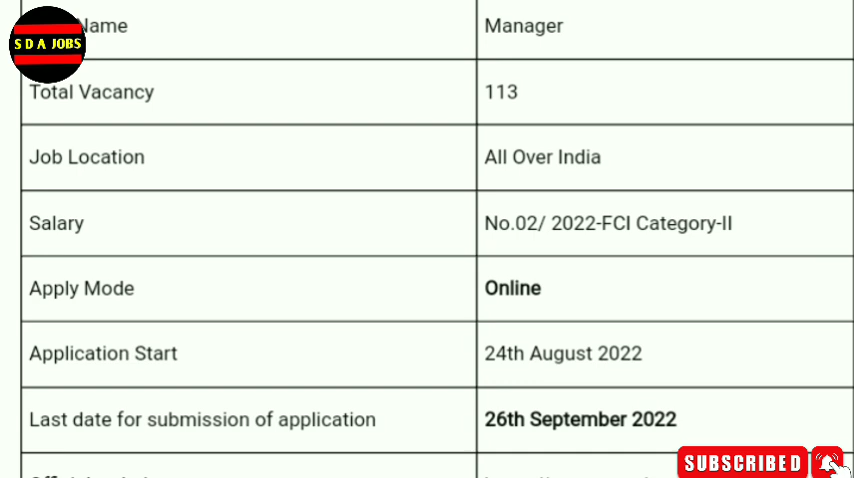 Name
Manager
S D A JOBS
Total Vacancy
113
Job Location
All Over India
Salary
No.02/ 2022-FCI Category-II
Apply Mode
Online
Application Start
24th August 2022
Last date for submission of application
26th September 2022
SUBSCRIBED